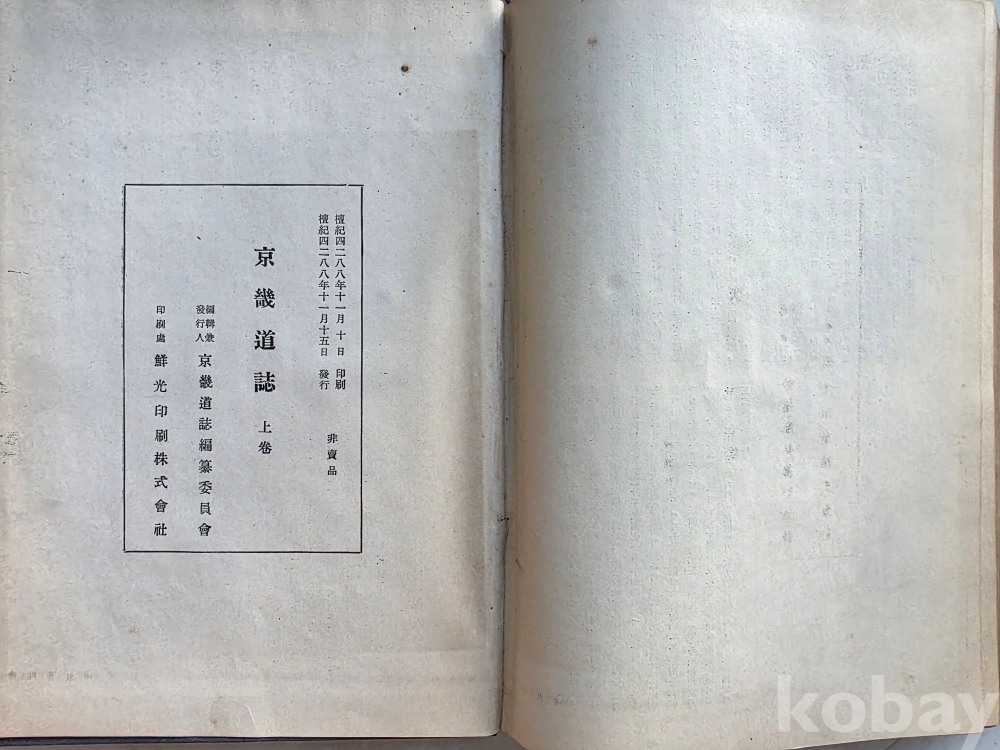 檀紀四二八八年十一月十日 印刷
檀紀四二八八年十一月十五日 發行
非賣品
京畿道誌 上卷
編輯兼
發行人 京畿道誌編纂委員會
印刷處 鮮光印刷株式會社
kobay